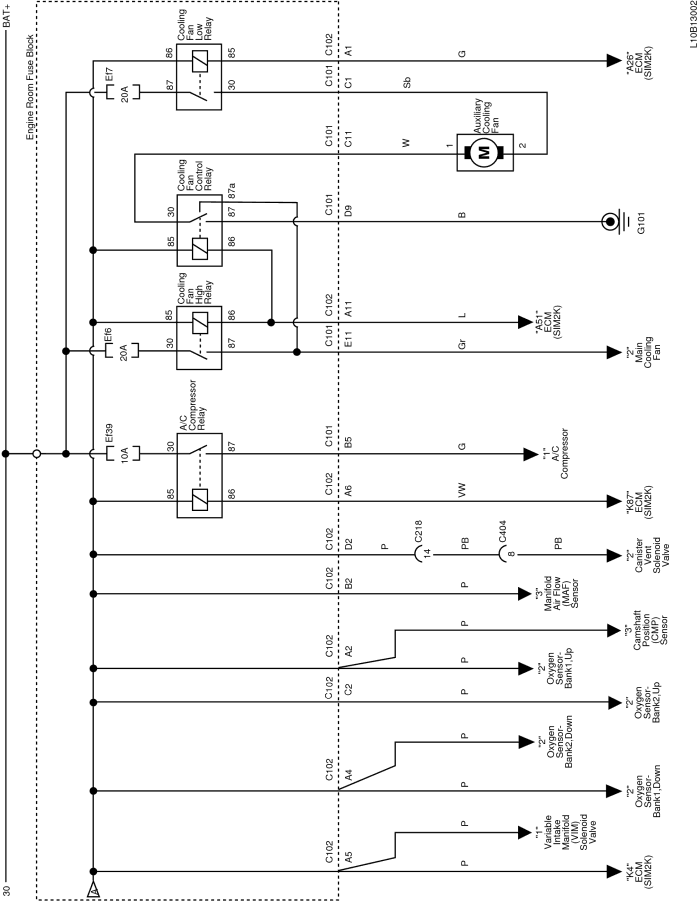 30
BAT+
Engine Room Fuse Block
A
Ef7
20A
86
85
87
30
Cooling
Fan
Low
Relay
C102
A1
G
"A26"
ECM
(SIM2K)
C101
C1
Sb
Auxiliary
Cooling
Fan
1
M
2
C101
C11
W
Cooling
Fan
Control
Relay
30
87a
87
85
86
C101
D9
B
G101
Cooling
Fan
High
Relay
85
86
30
87
Ef6
20A
C102
A11
L
"A51"
ECM
(SIM2K)
C101
E11
Gr
"2"
Main
Cooling
Fan
A/C
Compressor
Relay
Ef39
10A
30
87
85
86
C101
B5
G
"1"
A/C
Compressor
C102
A6
VW
"K87"
ECM
(SIM2K)
C102
D2
P
C218
14
PB
C404
8
PB
"2"
Canister
Vent
Solenoid
Valve
C102
B2
P
"3"
Manifold
Air Flow
(MAF)
Sensor
C102
A2
P
"3"
Camshaft
Position
(CMP)
Sensor
P
"2"
Oxygen
Sensor-
Bank1,Up
C102
C2
P
"2"
Oxygen
Sensor-
Bank2,Up
C102
A4
P
"2"
Oxygen
Sensor-
Bank2,Down
P
"2"
Oxygen
Sensor-
Bank1,Down
C102
A5
P
"1"
Variable
Intake
Manifold
(VIM)
Solenoid
Valve
P
"K4"
ECM
(SIM2K)
L10B13002